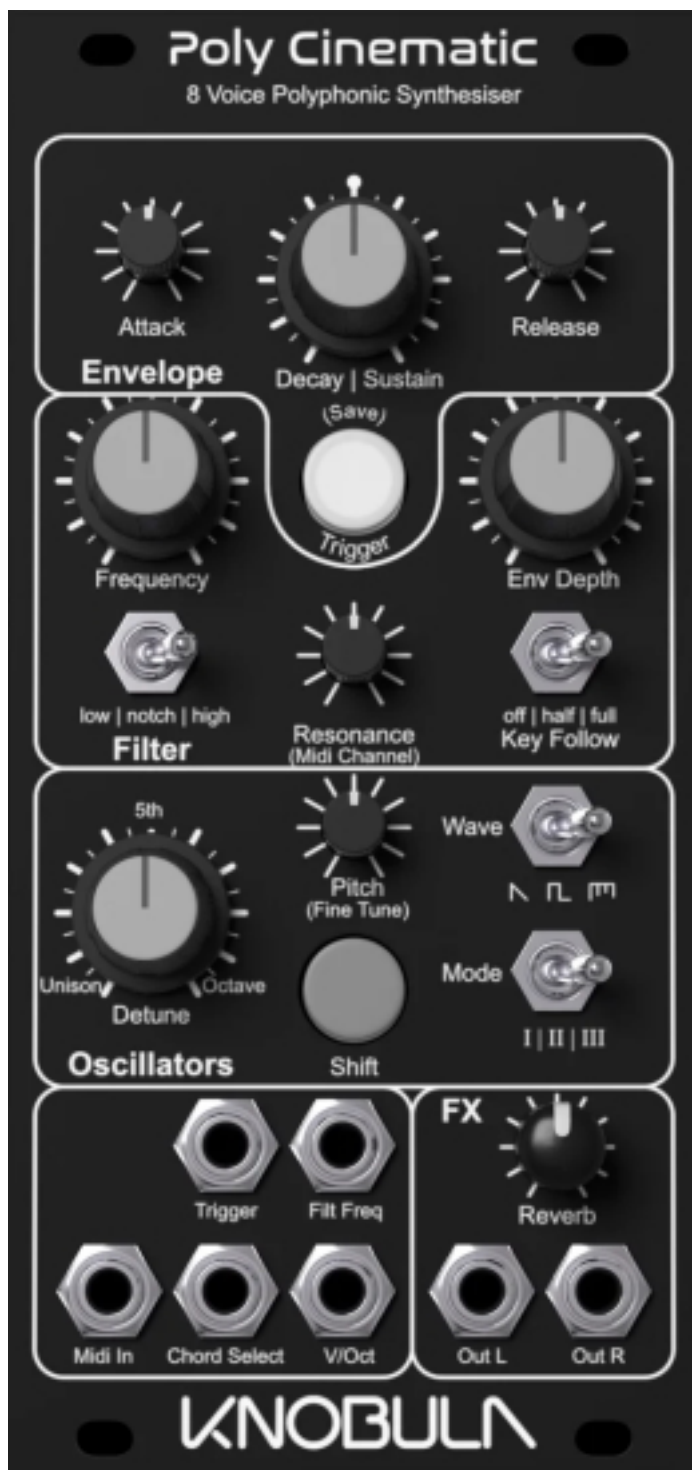 Poly Cinematic
8 Voice Polyphonic Synthesiser
Attack
Release
Envelope
Decay | Sustain
(Save)
Trigger
Frequency
Env Depth
low | notch | high
Resonance
(Midi Channel)
off | half | full
Key Follow
Filter
5th
Wave
Pitch
(Fine Tune)
Unison
Octave
Detune
Mode
I | II | III
Shift
Oscillators
FX
Trigger
Filt Freq
Reverb
Midi In
Chord Select
V/Oct
Out L
Out R
KNOBULA